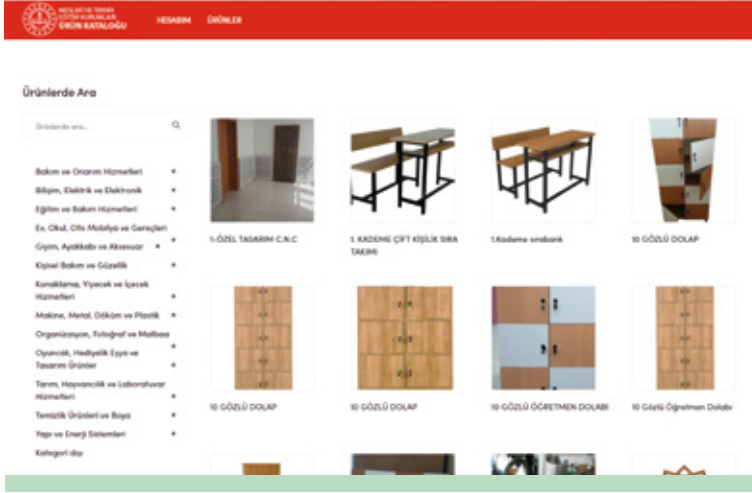 MESLEKİ VE TEKNİK
EĞİTİM KURUMLARI
ÜRÜN KATALOĞU
HESABIM
ÜRÜNLER
Ürünlerde Ara
Ürünlerde ara...
Bakım ve Onarım Hizmetleri +
Bilişim, Elektrik ve Elektronik +
Eğitim ve Bakım Hizmetleri +
Ev, Okul, Ofis Mobilya ve Gereçleri
+
Giyim, Ayakkabı ve Aksesuar +
Kişisel Bakım ve Güzellik +
Konaklama, Yiyecek ve İçecek
Hizmetleri +
Makine, Metal, Döküm ve Plastik +
Organizasyon, Fotoğraf ve Matbaa
+
Oyuncak, Hediyelik Eşya ve
Tasarım Ürünler +
Tarım, Hayvancılık ve Laboratuvar
Hizmetleri +
Temizlik Ürünleri ve Boya +
Yapı ve Enerji Sistemleri +
Kategori dışı
1-ÖZEL TASARIM C.N.C
1. KADEME ÇİFT KİŞİLİK SIRA
TAKIMI
1.Kademe sırabank
10 GÖZLÜ DOLAP
10 GÖZLÜ DOLAP
10 GÖZLÜ DOLAP
10 GÖZLÜ ÖĞRETMEN DOLABI
10 Gözlü Öğretmen Dolabı